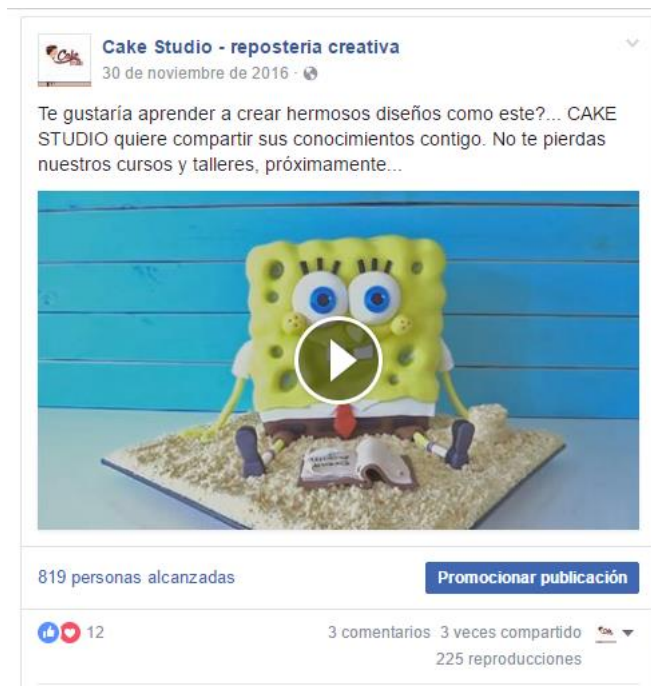 Cake Studio - reposteria creativa
30 de noviembre de 2016 ·
Te gustaría aprender a crear hermosos diseños como este?... CAKE
STUDIO quiere compartir sus conocimientos contigo. No te pierdas
nuestros cursos y talleres, próximamente...
819 personas alcanzadas
Promocionar publicación
12
3 comentarios 3 veces compartido
225 reproducciones